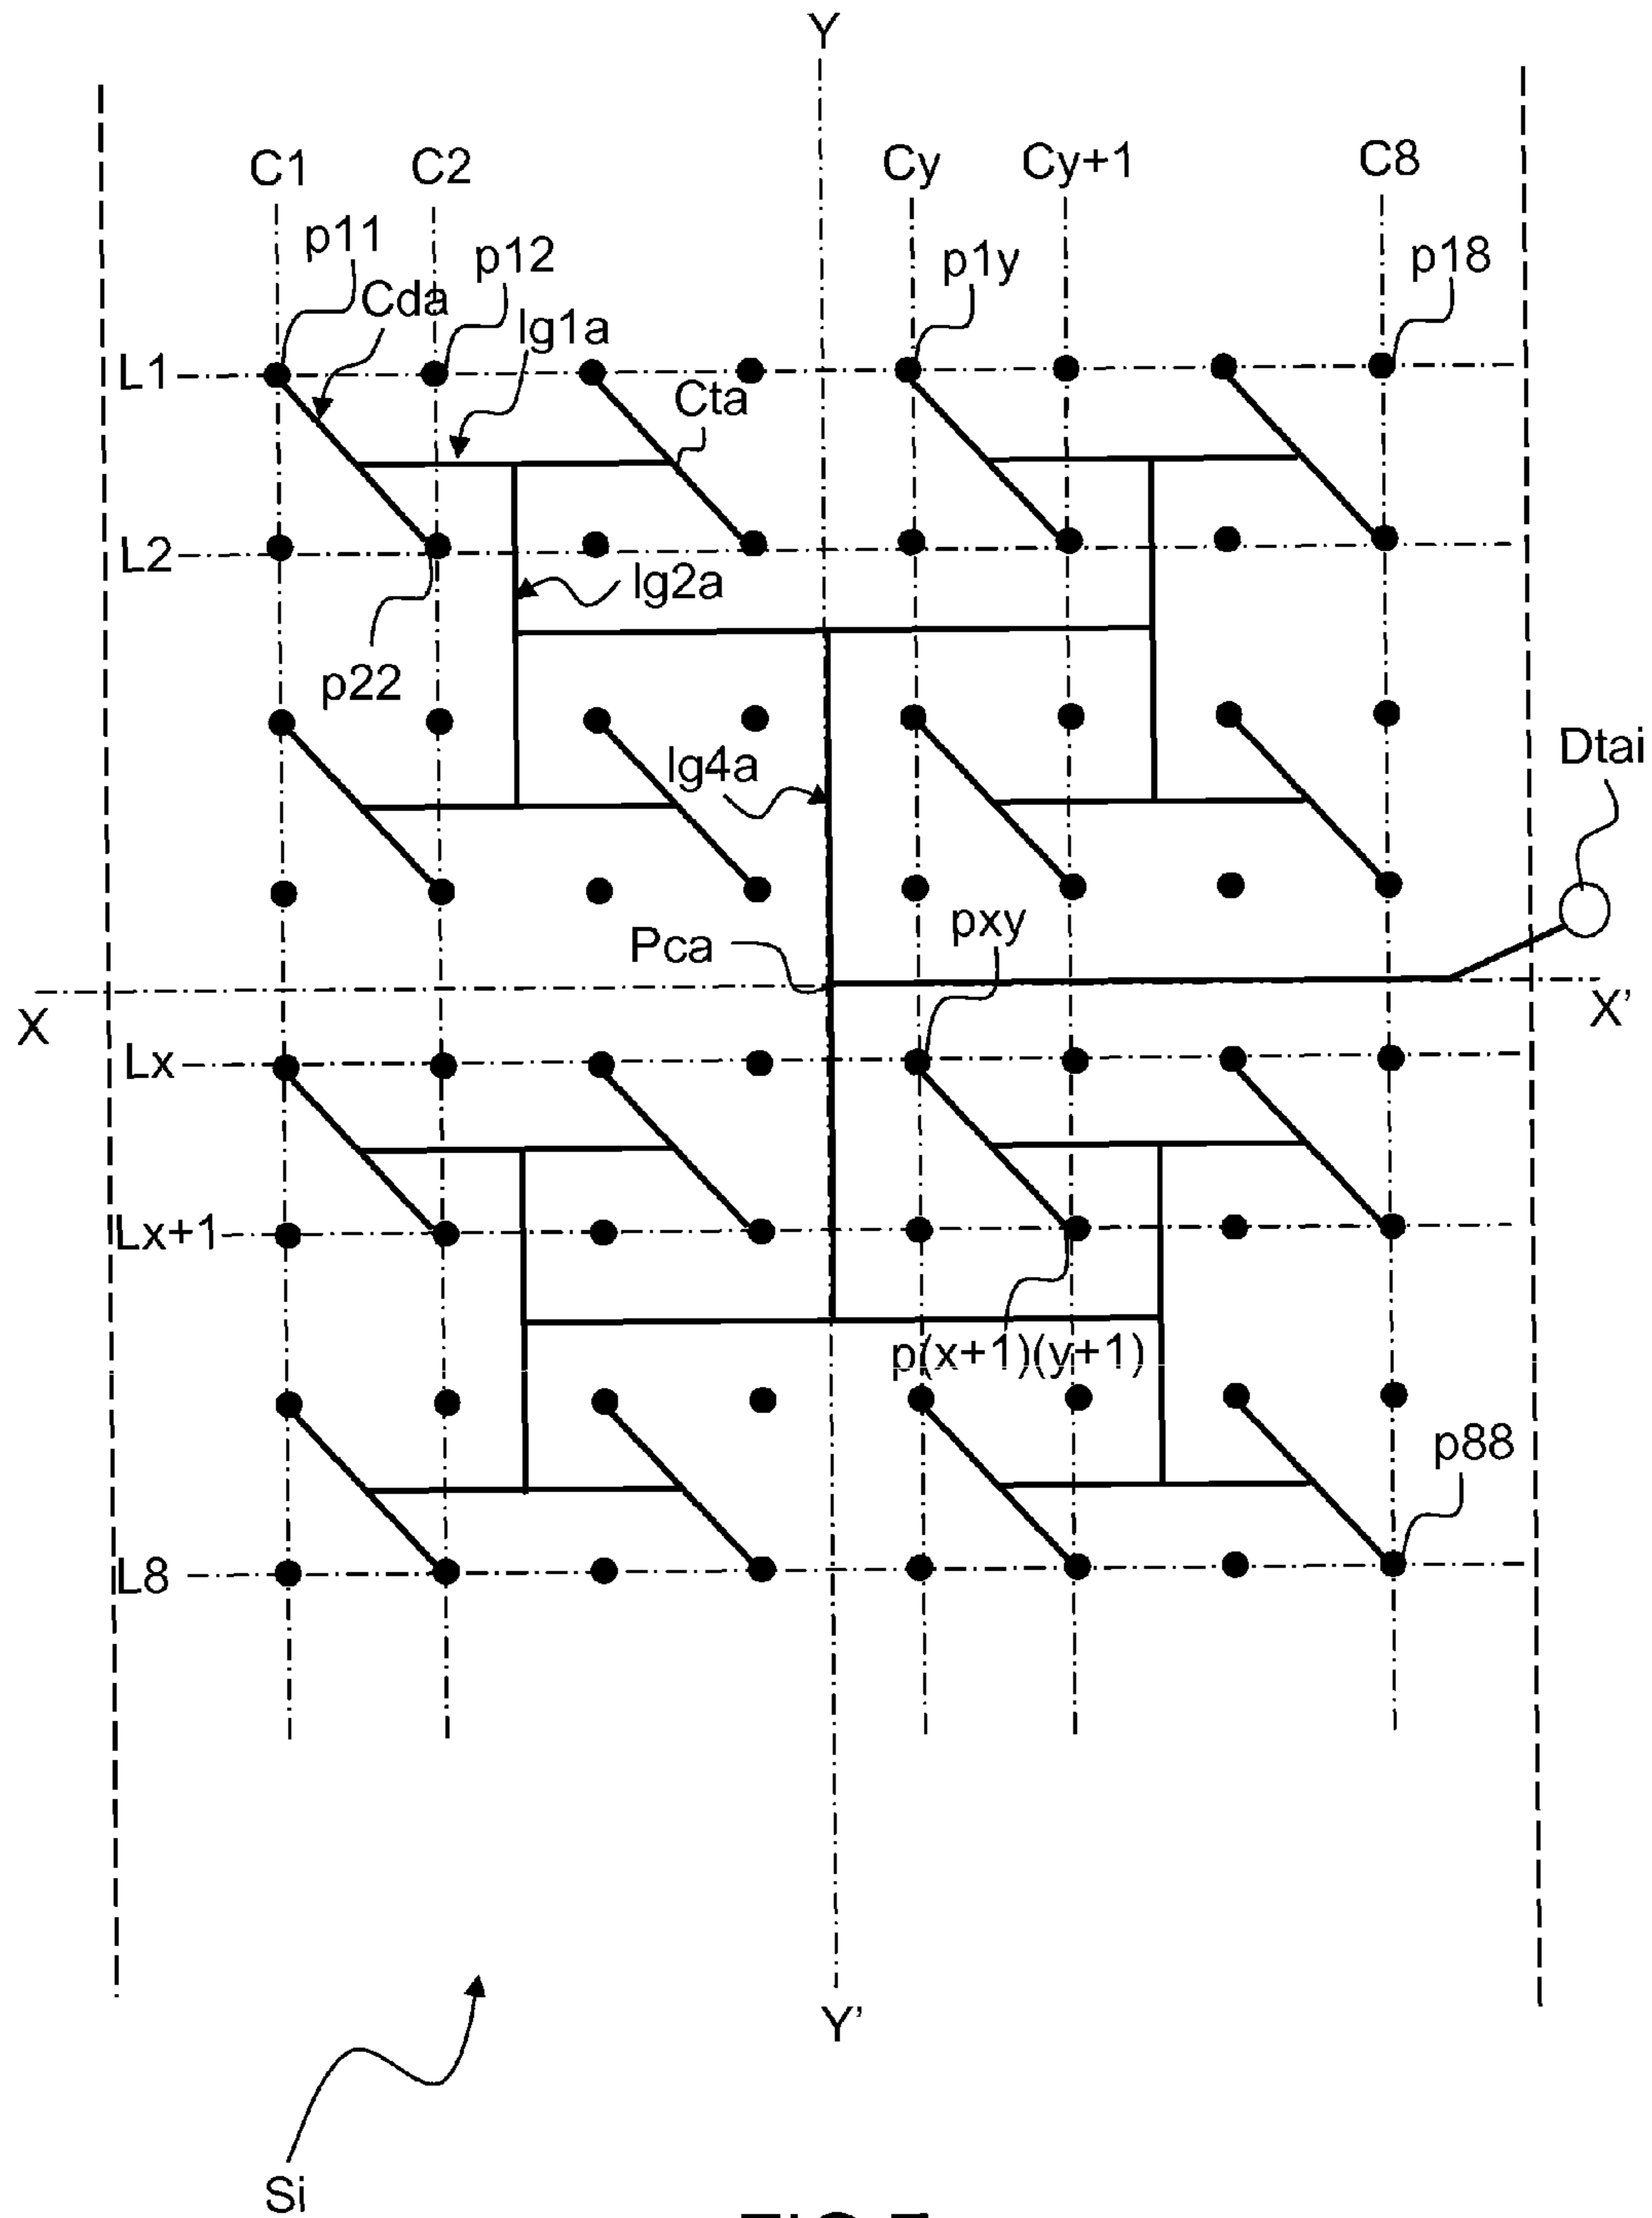 Y
C1
C2
Cy
Cy+1
C8
p11
p12
p1y
p18
Cda
lg1a
L1
Cta
L2
lg2a
p22
lg4a
Dtai
Pca
pxy
X
X’
Lx
Lx+1
p(x+1)(y+1)
p88
L8
Y’
Si